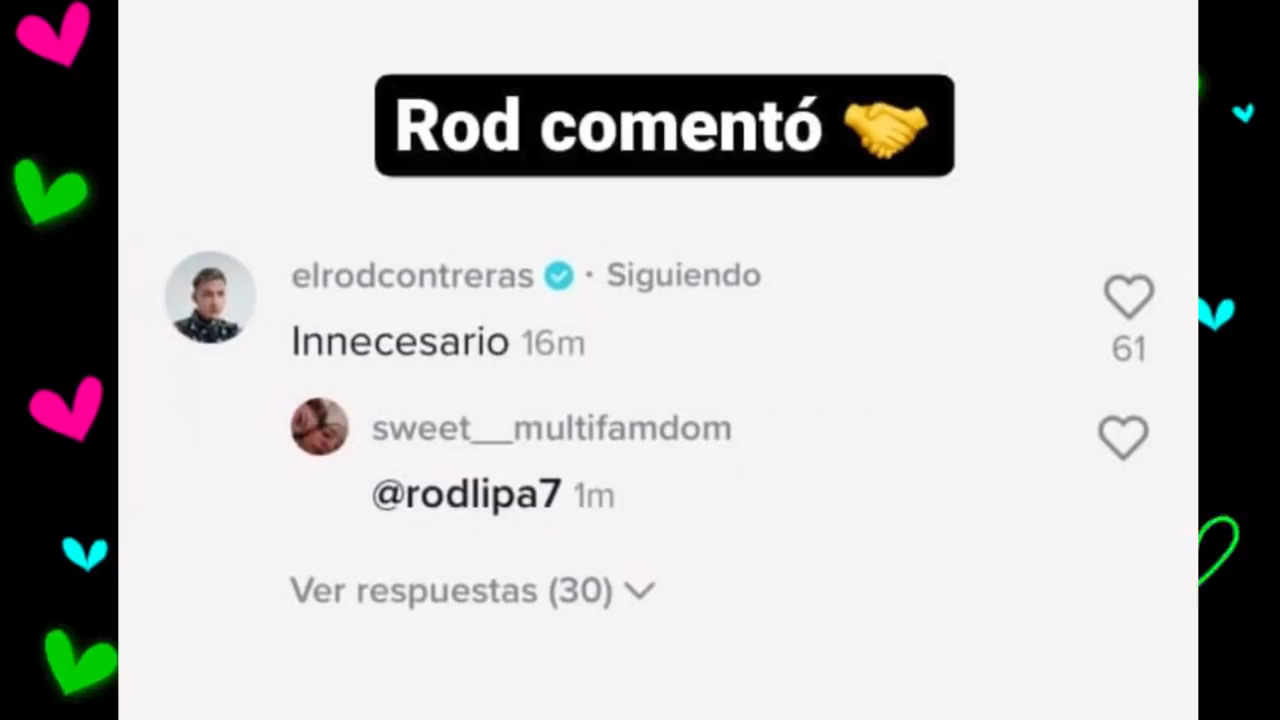 Rod comentó 🤝
elrodcontreras · Siguiendo
Innecesario 16m
61
sweet__multifamdom
@rodlipa7 1m
Ver respuestas (30)